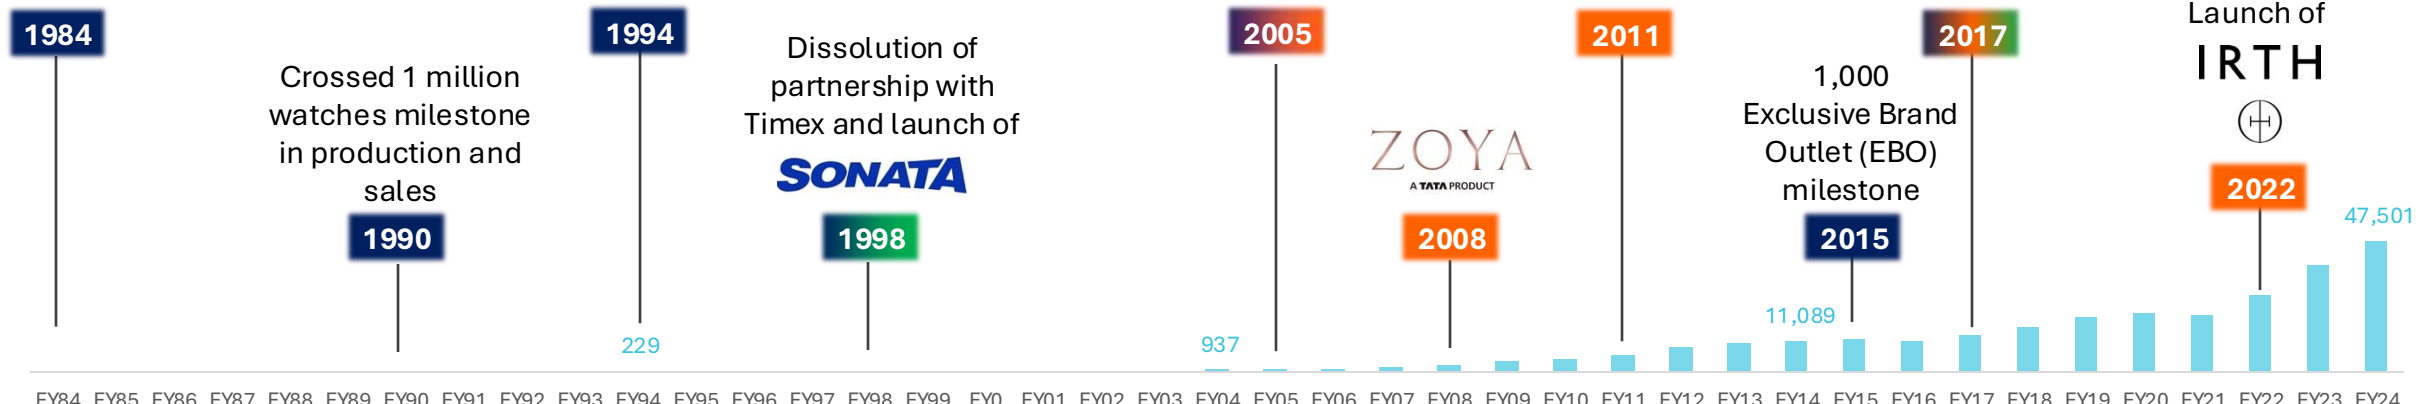 1984
Crossed 1 million
watches milestone
in production and
sales
1990
1994
229
Dissolution of
partnership with
Timex and launch of
SONATA
1998
2005
937
ZOYA
A TATA PRODUCT
2008
2011
1,000
Exclusive Brand
Outlet (EBO)
milestone
2015
11,089
2017
Launch of
IRTH
2022
47,501
FY84 FY85 FY86 FY87 FY88 FY89 FY90 FY91 FY92 FY93 FY94 FY95 FY96 FY97 FY98 FY99 FY0 FY01 FY02 FY03 FY04 FY05 FY06 FY07 FY08 FY09 FY10 FY11 FY12 FY13 FY14 FY15 FY16 FY17 FY18 FY19 FY20 FY21 FY22 FY23 FY24